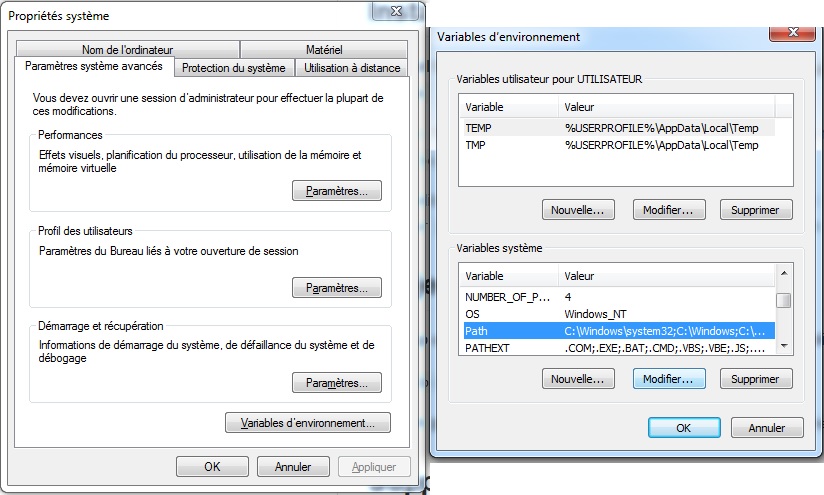 Propriétés système
Nom de l'ordinateur
Matériel
Paramètres système avancés
Protection du système
Utilisation à distance
Vous devez ouvrir une session d'administrateur pour effectuer la plupart de
ces modifications.
Performances
Effets visuels, planification du processeur, utilisation de la mémoire et
mémoire virtuelle
Paramètres...
Profil des utilisateurs
Paramètres du Bureau liés à votre ouverture de session
Paramètres...
Démarrage et récupération
Informations de démarrage du système, de défaillance du système et de
débogage
Paramètres...
Variables d'environnement...
OK
Annuler
Appliquer
Variables d'environnement
Variables utilisateur pour UTILISATEUR
Variable Valeur
TEMP %USERPROFILE%\AppData\Local\Temp
TMP %USERPROFILE%\AppData\Local\Temp
Nouvelle...
Modifier...
Supprimer
Variables système
Variable Valeur
NUMBER_OF_P... 4
OS Windows_NT
Path C:\Windows\system32;C:\Windows;C:\...
PATHEXT .COM;.EXE;.BAT;.CMD;.VBS;.VBE;.JS;....
Nouvelle...
Modifier...
Supprimer
OK
Annuler